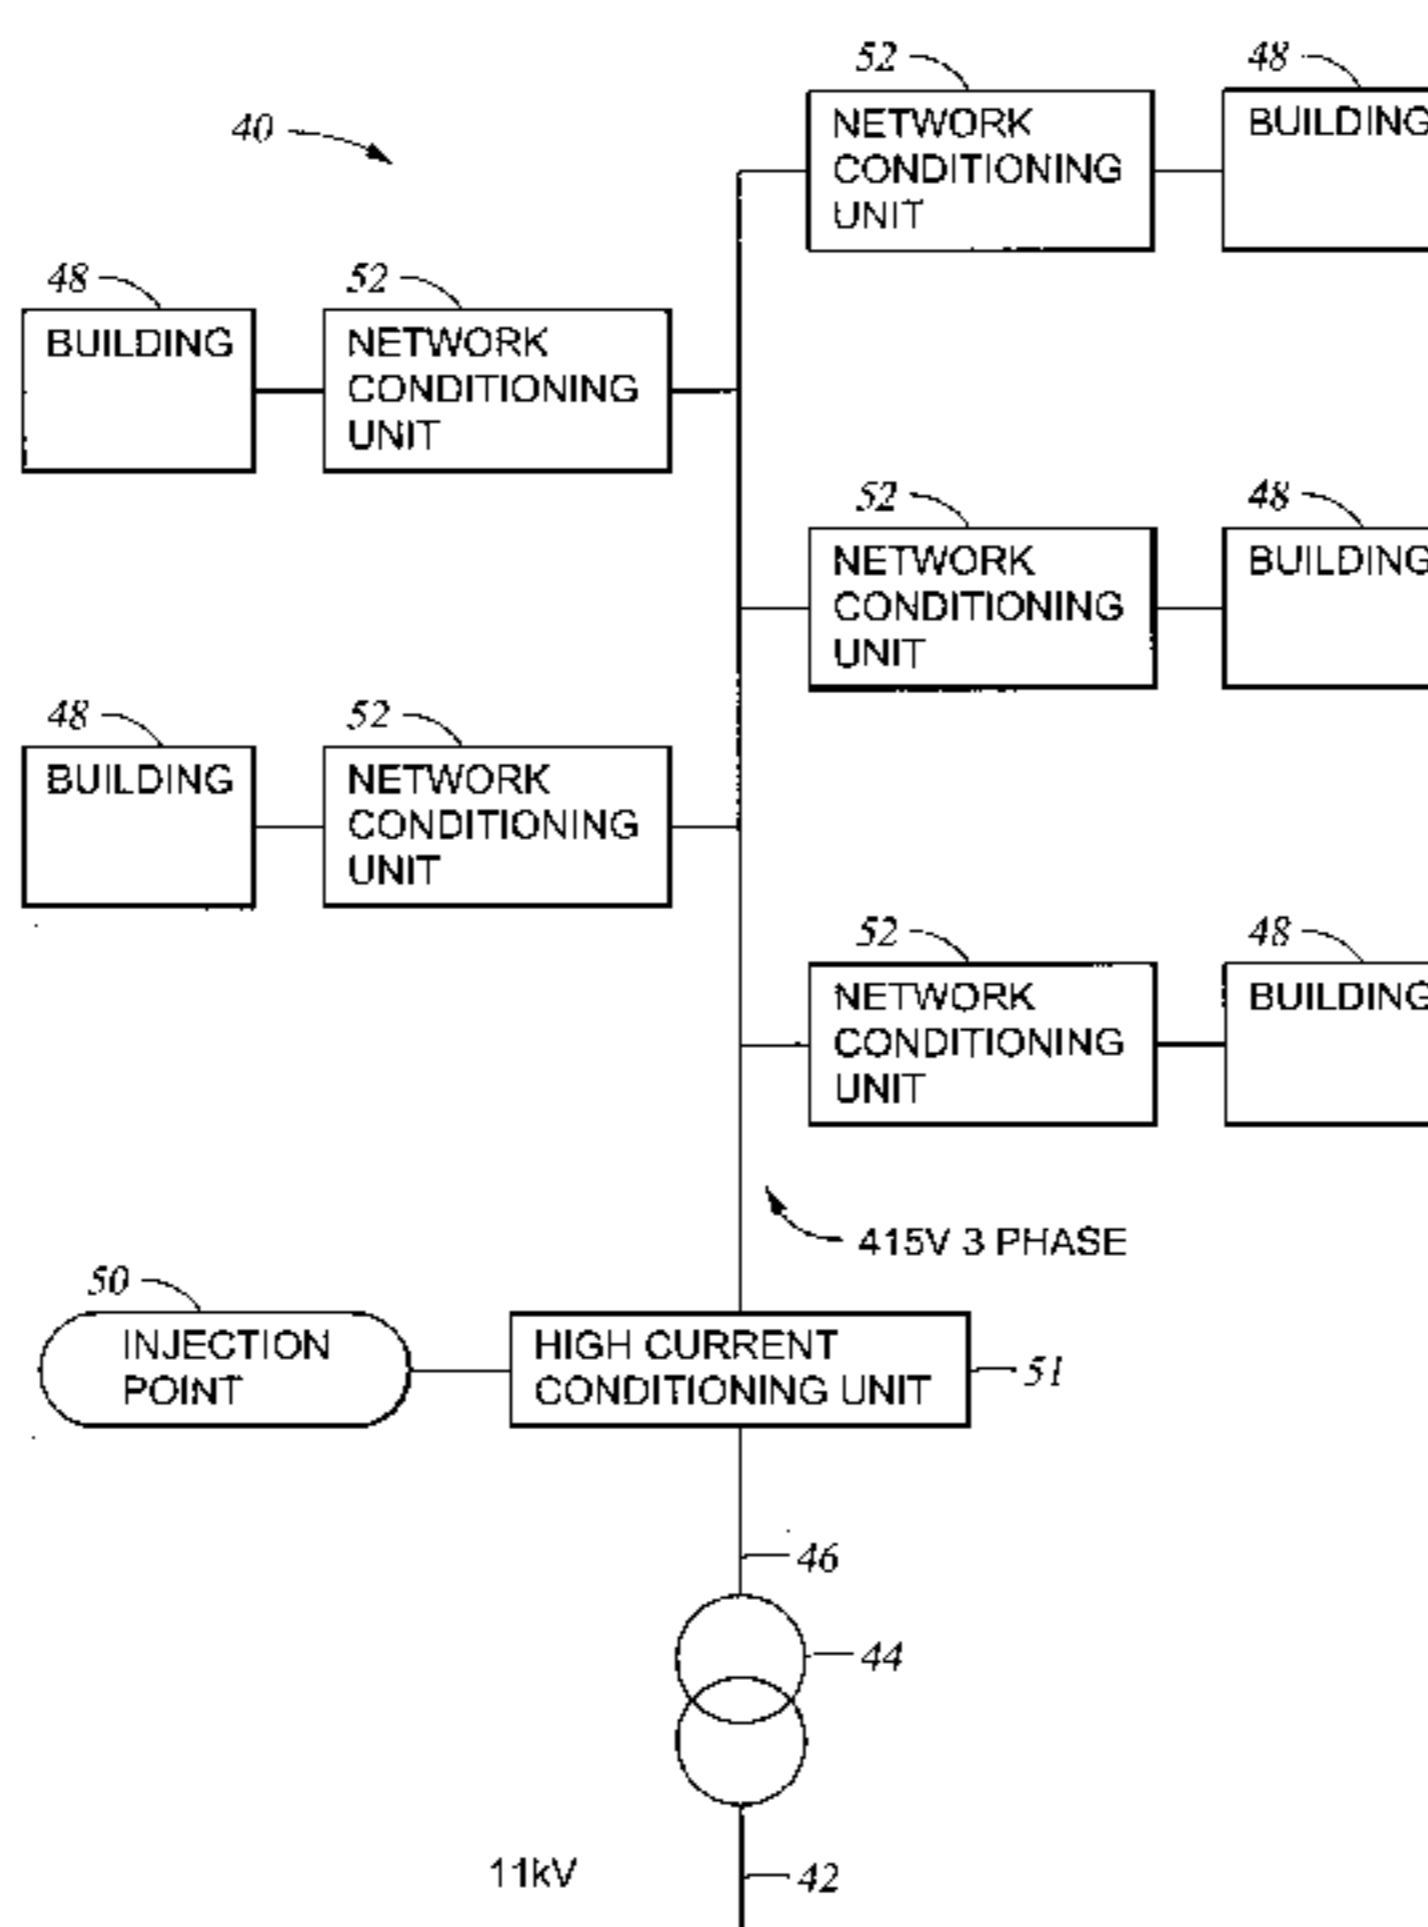 52
48
40
NETWORK
CONDITIONING
UNIT
BUILDING
48
52
BUILDING
NETWORK
CONDITIONING
UNIT
52
48
NETWORK
CONDITIONING
UNIT
BUILDING
48
52
BUILDING
NETWORK
CONDITIONING
UNIT
52
48
NETWORK
CONDITIONING
UNIT
BUILDING
415V 3 PHASE
50
INJECTION
POINT
HIGH CURRENT
CONDITIONING UNIT
51
46
44
11kV
42